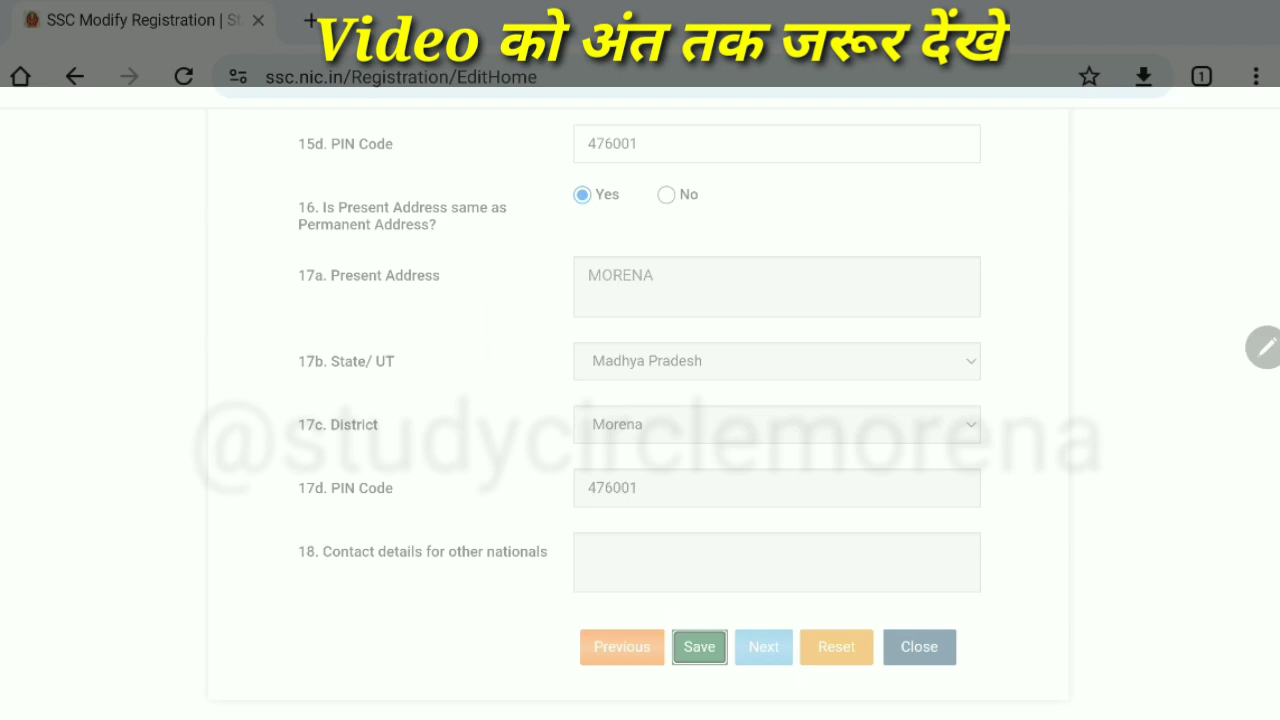 SSC Modify Registration | St
Video को अंत तक जरूर देंखे
ssc.nic.in/Registration/EditHome
1
15d. PIN Code
476001
16. Is Present Address same as
Permanent Address?
Yes
No
17a. Present Address
MORENA
17b. State/ UT
Madhya Pradesh
17c. District
Morena
@studycirclemorena
17d. PIN Code
476001
18. Contact details for other nationals
Previous
Save
Next
Reset
Close